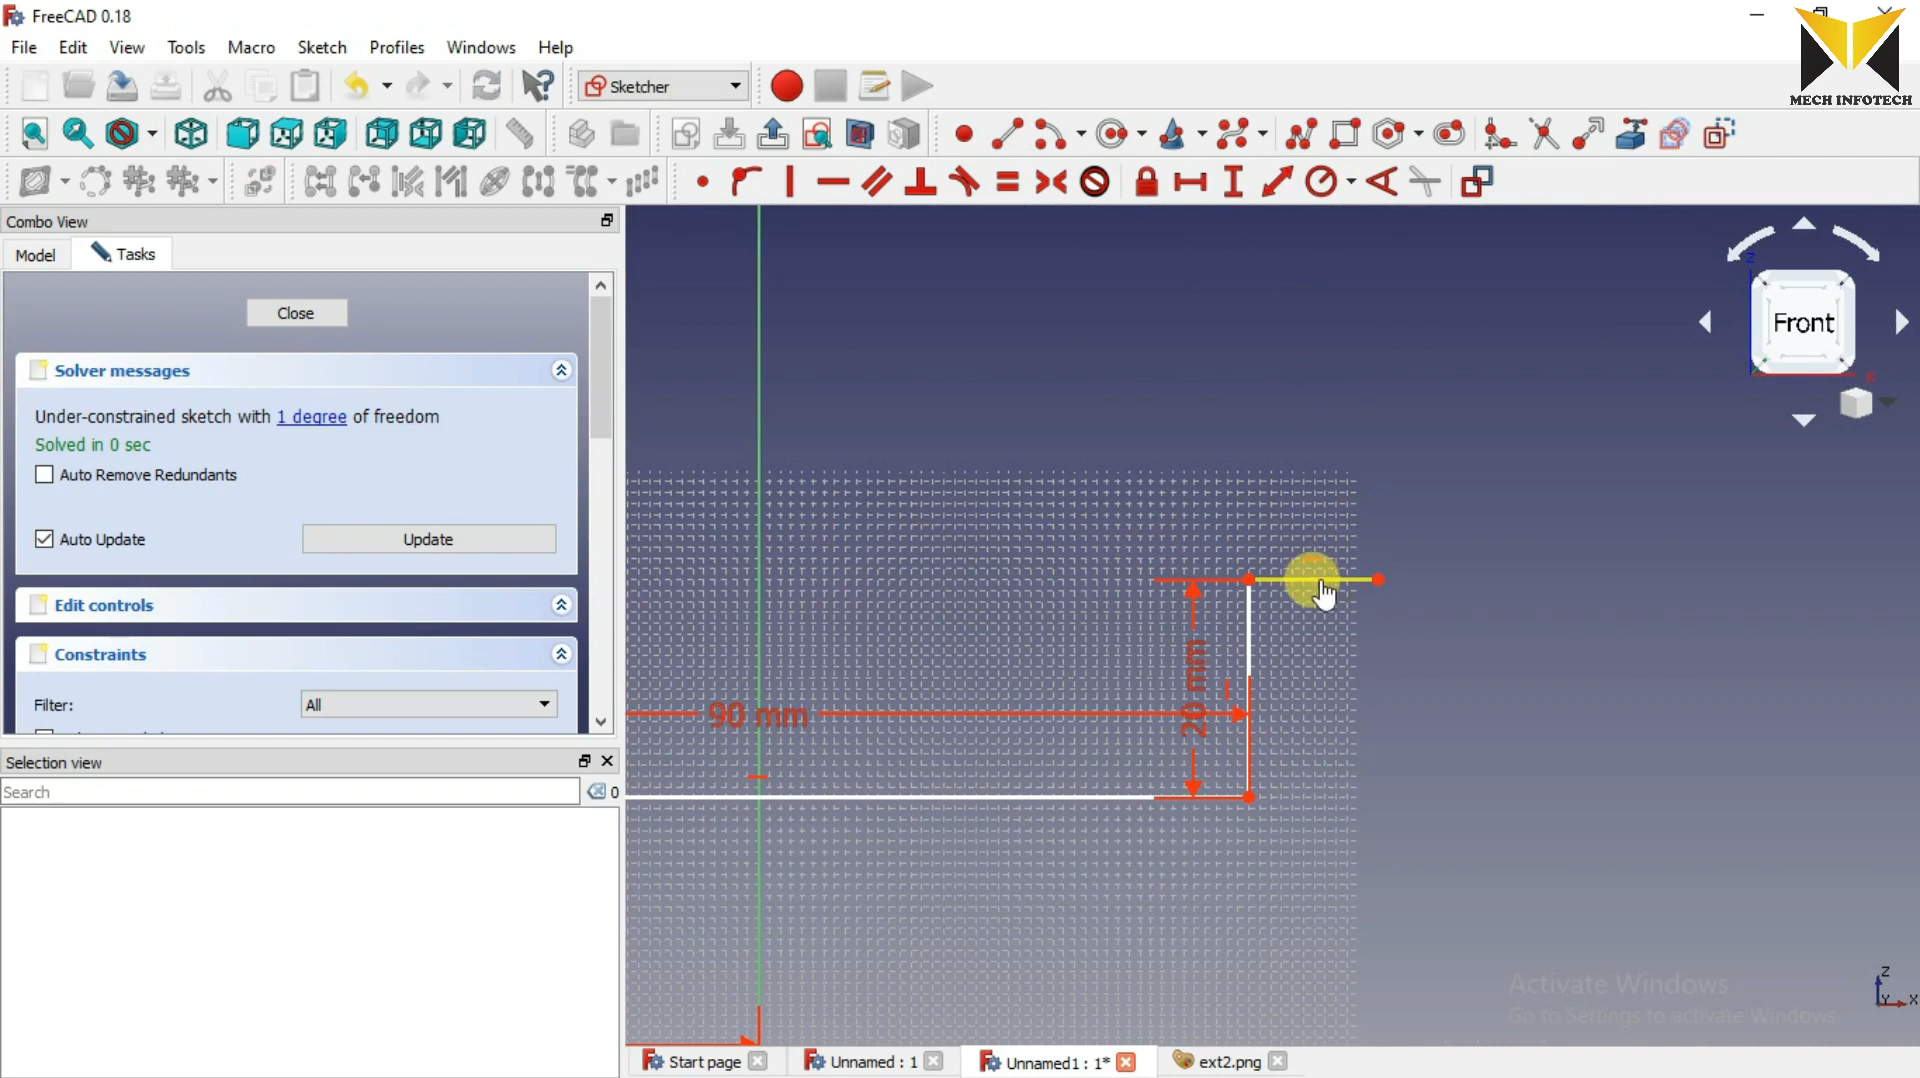 FreeCAD 0.18
File Edit View Tools Macro Sketch Profiles Windows Help
MECH INFOTECH
Sketcher
Combo View
Model Tasks
Close
Solver messages
Under-constrained sketch with 1 degree of freedom
Solved in 0 sec
Auto Remove Redundants
Auto Update Update
Edit controls
Constraints
Filter: All
Selection view
Search 0
Front
Z
X
90 mm
20 mm
Activate Windows
Go to Settings to activate Windows.
Z
Y X
Start page Unnamed : 1 Unnamed1 : 1* ext2.png